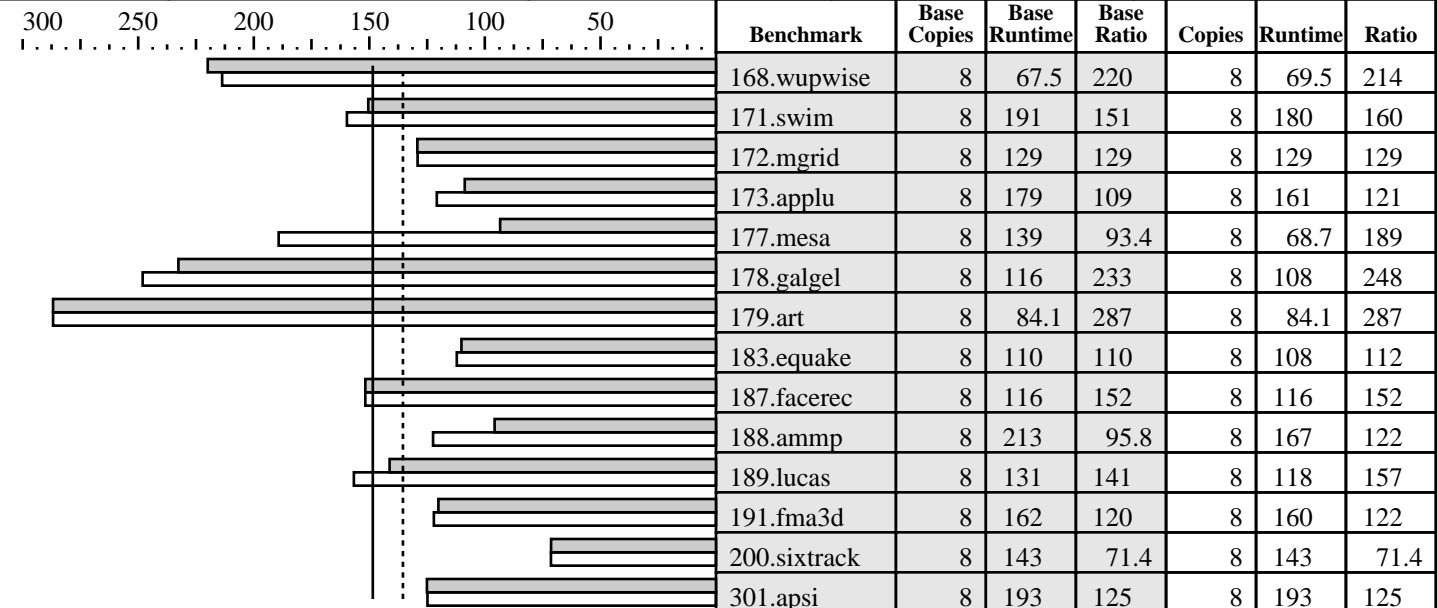 300 250 200 150 100 50
Benchmark Base Copies Base Runtime Base Ratio Copies Runtime Ratio
168.wupwise 8 67.5 220 8 69.5 214
171.swim 8 191 151 8 180 160
172.mgrid 8 129 129 8 129 129
173.applu 8 179 109 8 161 121
177.mesa 8 139 93.4 8 68.7 189
178.galgel 8 116 233 8 108 248
179.art 8 84.1 287 8 84.1 287
183.equake 8 110 110 8 108 112
187.facerec 8 116 152 8 116 152
188.ammp 8 213 95.8 8 167 122
189.lucas 8 131 141 8 118 157
191.fma3d 8 162 120 8 160 122
200.sixtrack 8 143 71.4 8 143 71.4
301.apsi 8 193 125 8 193 125